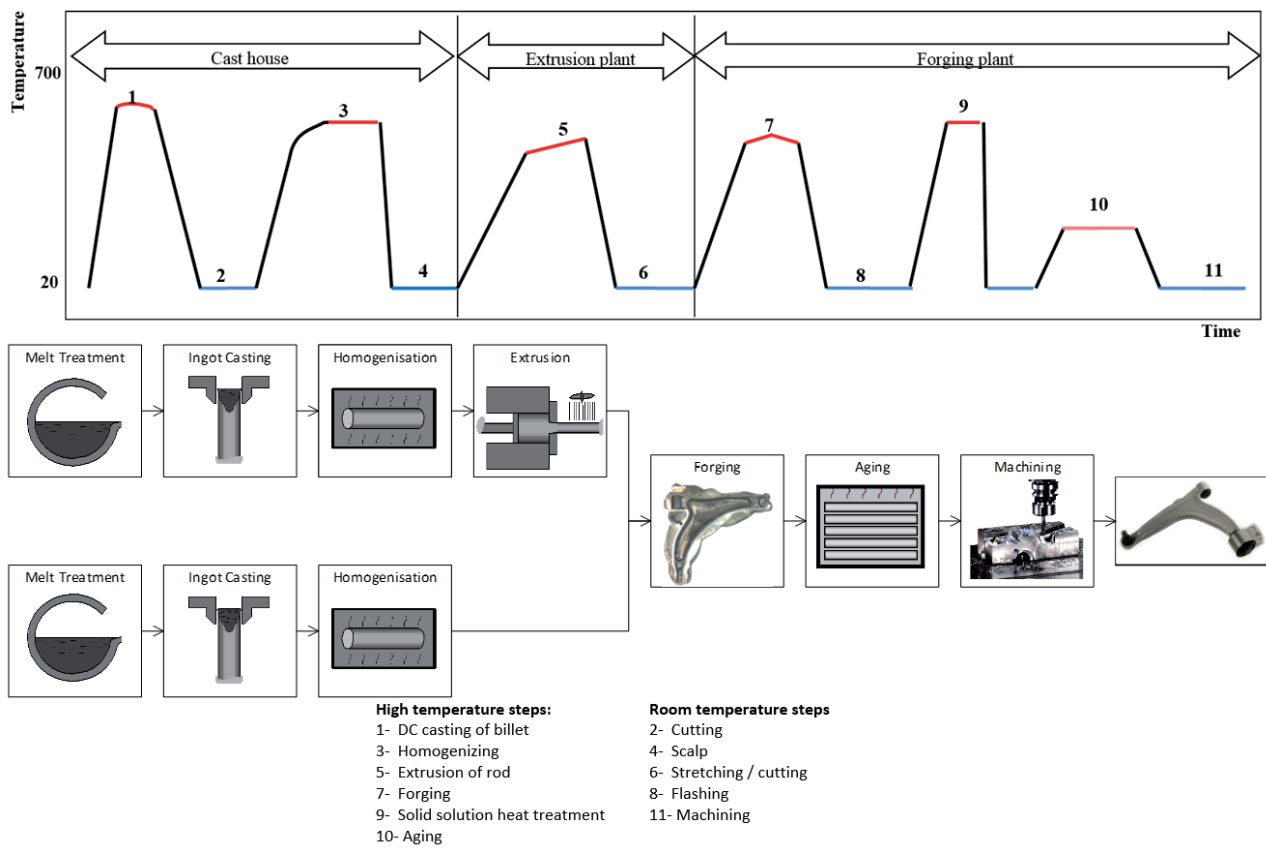 Temperature
700
20
Cast house
Extrusion plant
Forging plant
1
2
3
4
5
6
7
8
9
10
11
Time
Melt Treatment
Ingot Casting
Homogenisation
Extrusion
Forging
Aging
Machining
Melt Treatment
Ingot Casting
Homogenisation
High temperature steps:
1- DC casting of billet
3- Homogenizing
5- Extrusion of rod
7- Forging
9- Solid solution heat treatment
10- Aging
Room temperature steps
2- Cutting
4- Scalp
6- Stretching / cutting
8- Flashing
11- Machining